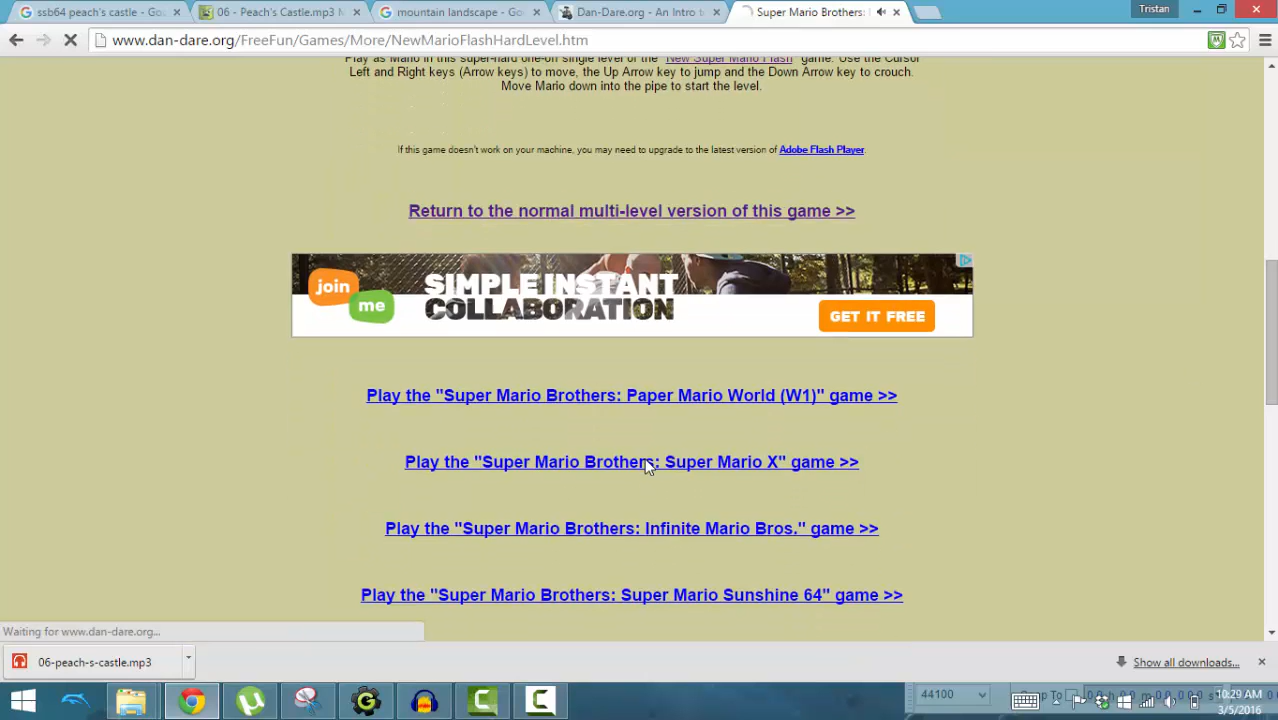 ssb64 peach's castle - Go
06 - Peach's Castle.mp3 M
mountain landscape - Go
Dan-Dare.org - An Intro t
Super Mario Brothers:
Tristan
www.dan-dare.org/FreeFun/Games/More/NewMarioFlashHardLevel.htm
Play as Mario in this super-hard one-off single level of the "New Super Mario Flash" game. Use the Cursor
Left and Right keys (Arrow keys) to move, the Up Arrow key to jump and the Down Arrow key to crouch.
Move Mario down into the pipe to start the level.
If this game doesn't work on your machine, you may need to upgrade to the latest version of Adobe Flash Player.
Return to the normal multi-level version of this game >>
join
me
SIMPLE INSTANT
COLLABORATION
GET IT FREE
Play the "Super Mario Brothers: Paper Mario World (W1)" game >>
Play the "Super Mario Brothers: Super Mario X" game >>
Play the "Super Mario Brothers: Infinite Mario Bros." game >>
Play the "Super Mario Brothers: Super Mario Sunshine 64" game >>
Waiting for www.dan-dare.org...
06-peach-s-castle.mp3
Show all downloads...
44100
10:29 AM
3/5/2016